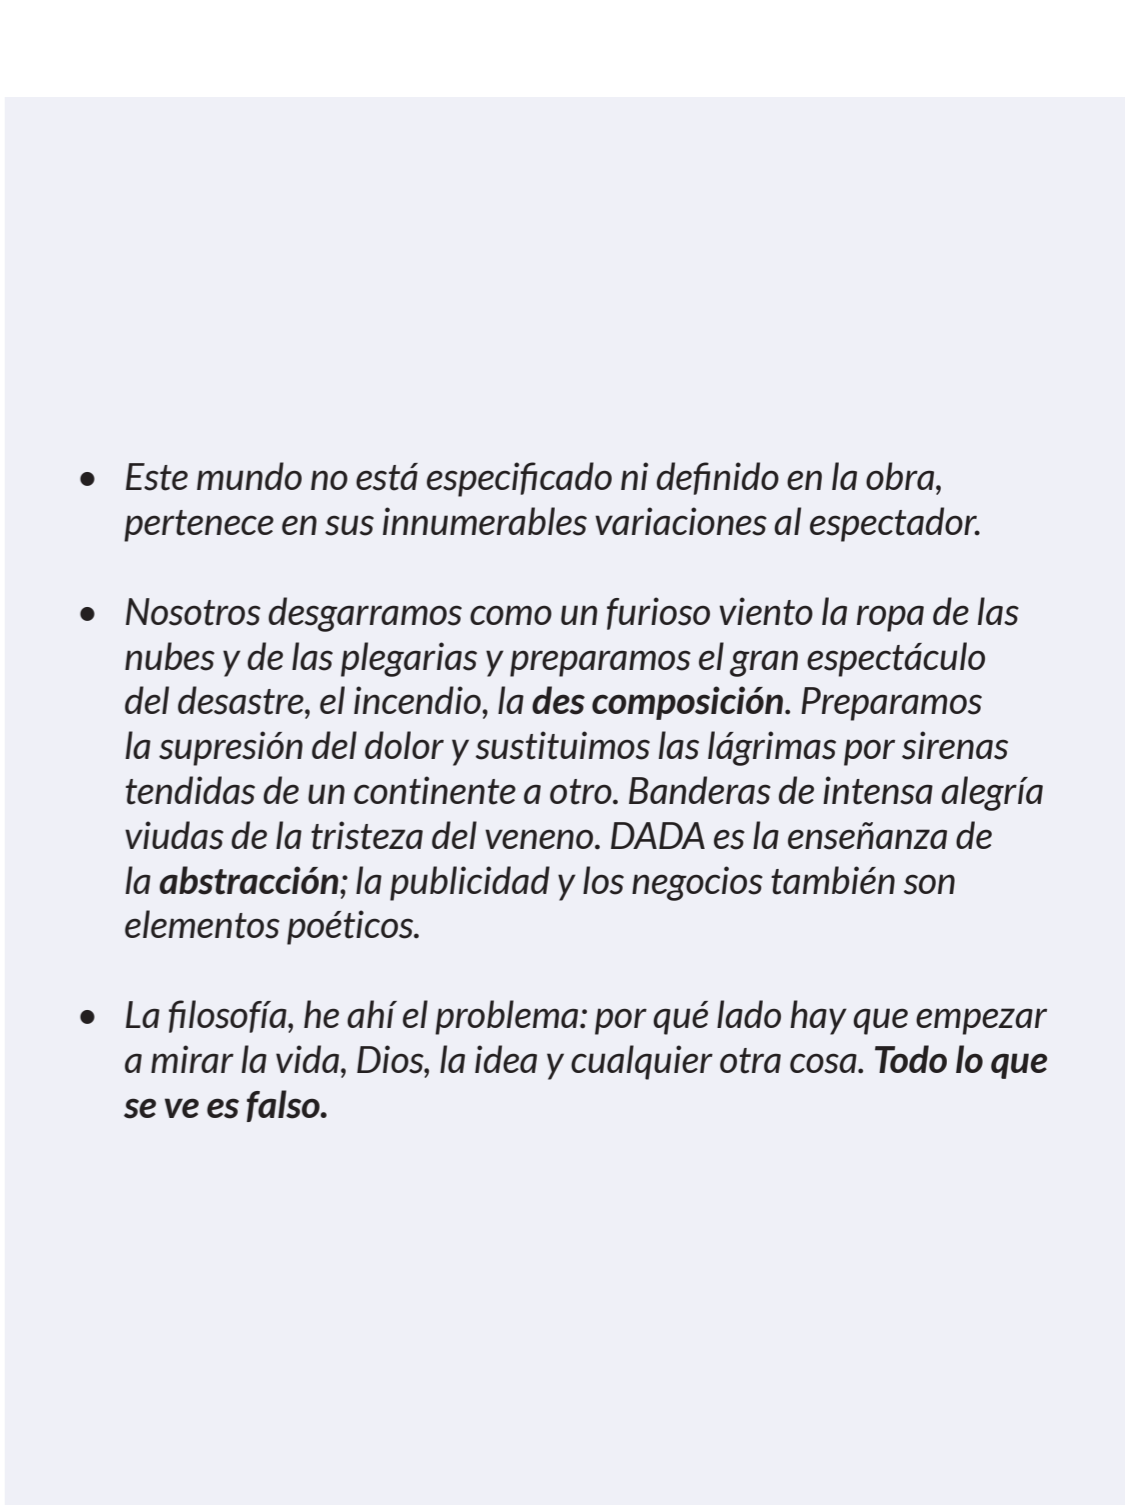 • Este mundo no está especificado ni definido en la obra,
pertenece en sus innumerables variaciones al espectador.
• Nosotros desgarramos como un furioso viento la ropa de las
nubes y de las plegarias y preparamos el gran espectáculo
del desastre, el incendio, la des composición. Preparamos
la supresión del dolor y sustituimos las lágrimas por sirenas
tendidas de un continente a otro. Banderas de intensa alegría
viudas de la tristeza del veneno. DADA es la enseñanza de
la abstracción; la publicidad y los negocios también son
elementos poéticos.
• La filosofía, he ahí el problema: por qué lado hay que empezar
a mirar la vida, Dios, la idea y cualquier otra cosa. Todo lo que
se ve es falso.